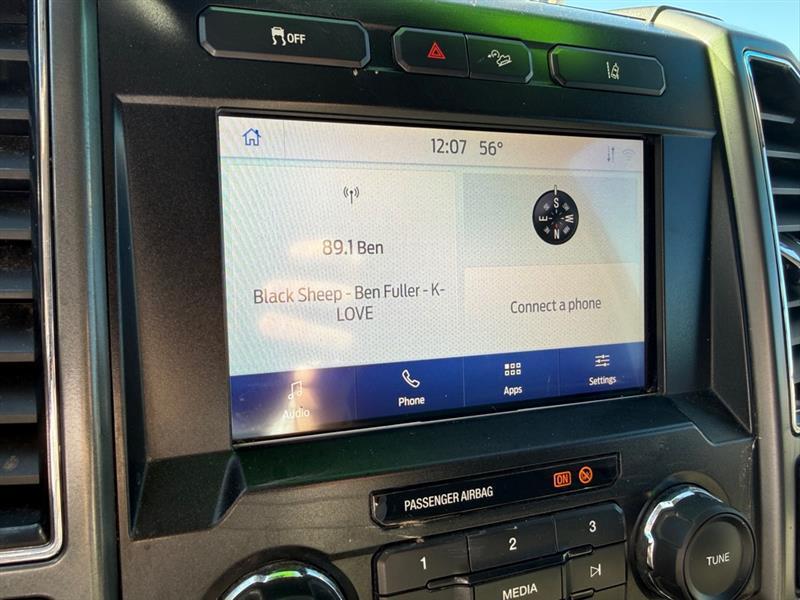 OFF
12:07 56°
89.1 Ben
Black Sheep - Ben Fuller - K-
LOVE
S
E W
N
Connect a phone
Audio
Phone
Apps
Settings
PASSENGER AIRBAG ON
1
2
3
MEDIA
TUNE